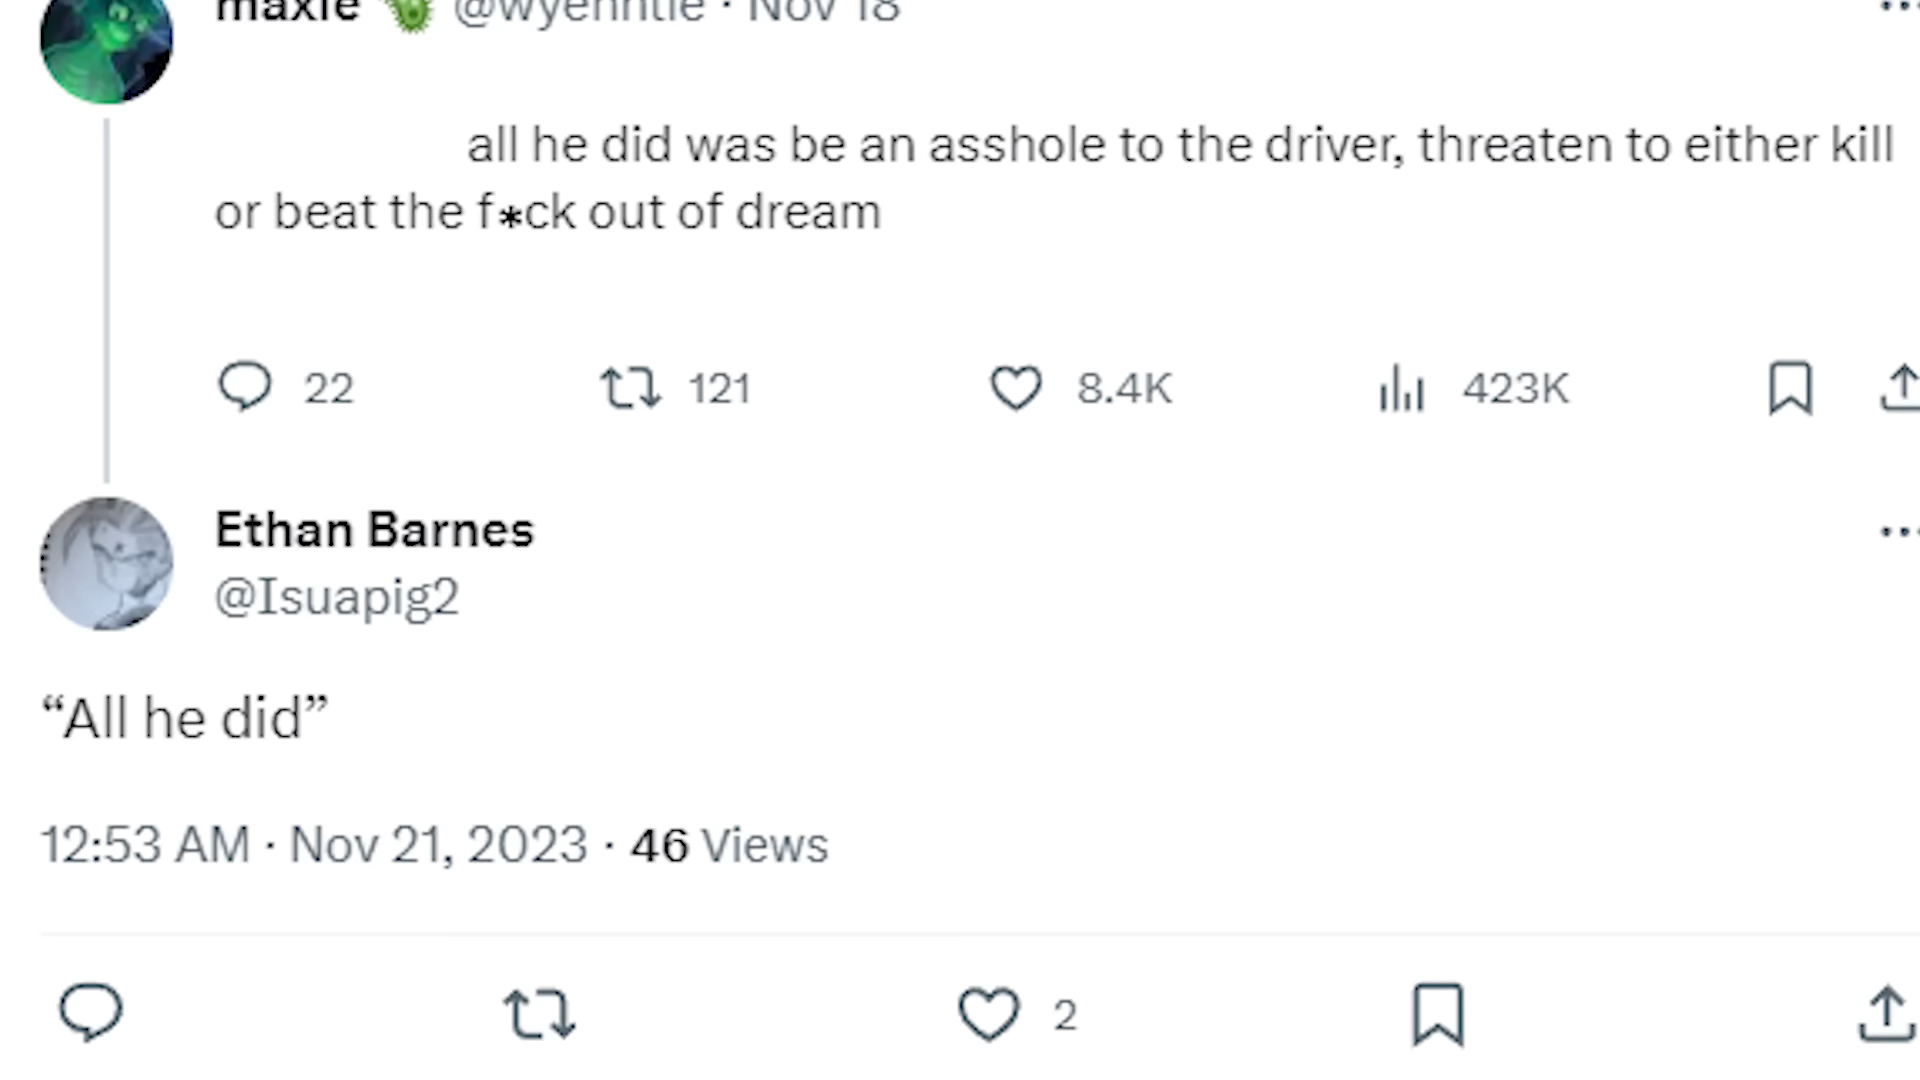 maxie @wyenntle · Nov 18
all he did was be an asshole to the driver, threaten to either kill
or beat the f*ck out of dream
22 121 8.4K 423K
Ethan Barnes
@Isuapig2
“All he did”
12:53 AM · Nov 21, 2023 · 46 Views
2